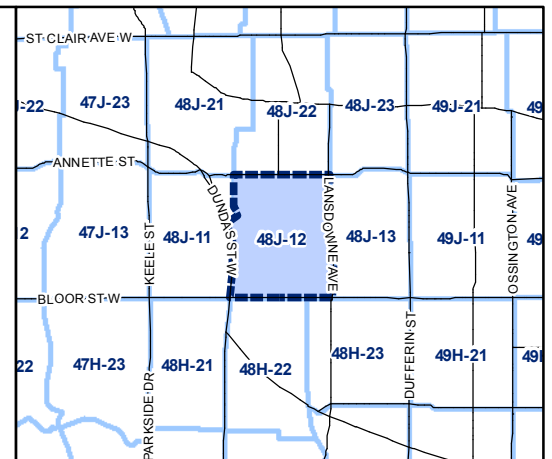 ST CLAIR AVE W
J-22
47J-23
48J-21
48J-22
48J-23
49J-21
49
ANNETTE ST
DUNDAS ST W
LANSDOWNE AVE
OSSINGTON AVE
2
47J-13
KEELE ST
48J-11
48J-12
48J-13
49J-11
49
BLOOR ST W
DUFFERIN ST
22
47H-23
48H-21
48H-22
48H-23
49H-21
49H
PARKSIDE DR